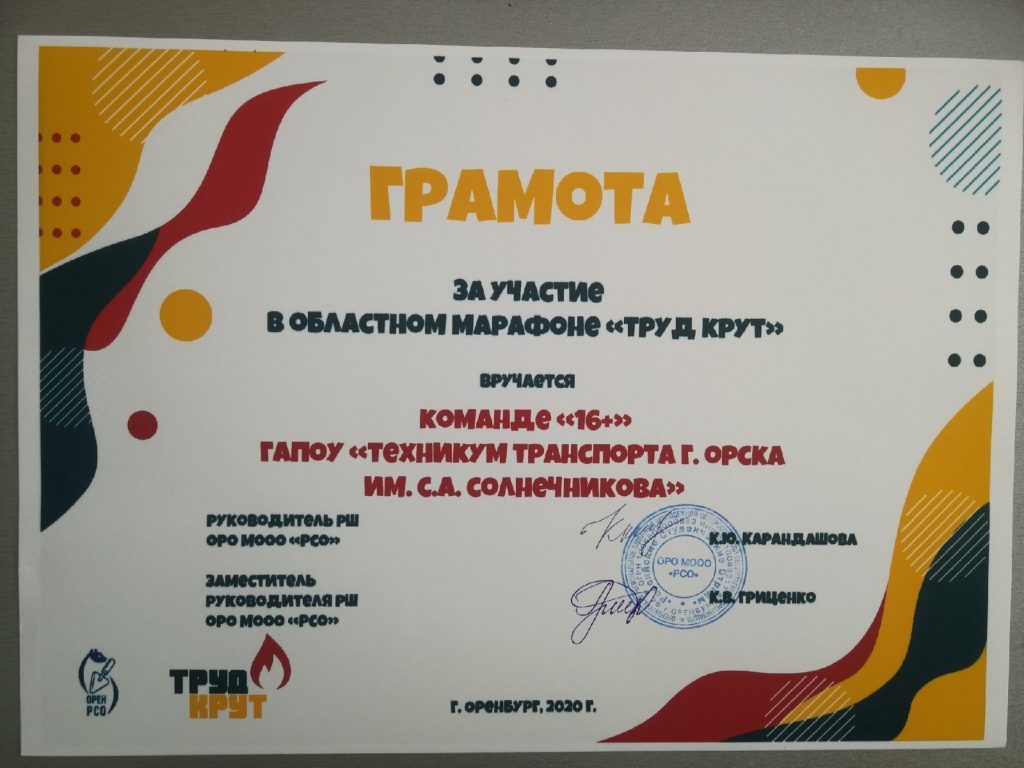 ГРАМОТА
ЗА УЧАСТИЕ
В ОБЛАСТНОМ МАРАФОНЕ «ТРУД КРУТ»
ВРУЧАЕТСЯ
КОМАНДЕ «16+»
ГАПОУ «ТЕХНИКУМ ТРАНСПОРТА Г. ОРСКА
ИМ. С.А. СОЛНЕЧНИКОВА»
РУКОВОДИТЕЛЬ РШ
ОРО МООО «РСО»
К.Ю. КАРАНДАШОВА
ЗАМЕСТИТЕЛЬ
РУКОВОДИТЕЛЯ РШ
ОРО МООО «РСО»
К.В. ГРИЦЕНКО
ОРО МООО
«РСО»
ОРЕН
РСО
ТРУД
КРУТ
Г. ОРЕНБУРГ, 2020 Г.